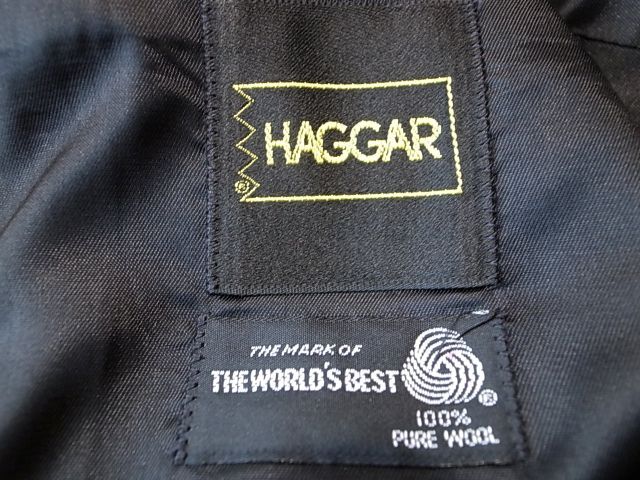 HAGGAR
®
THE MARK OF
THE WORLD'S BEST
®
100%
PURE WOOL